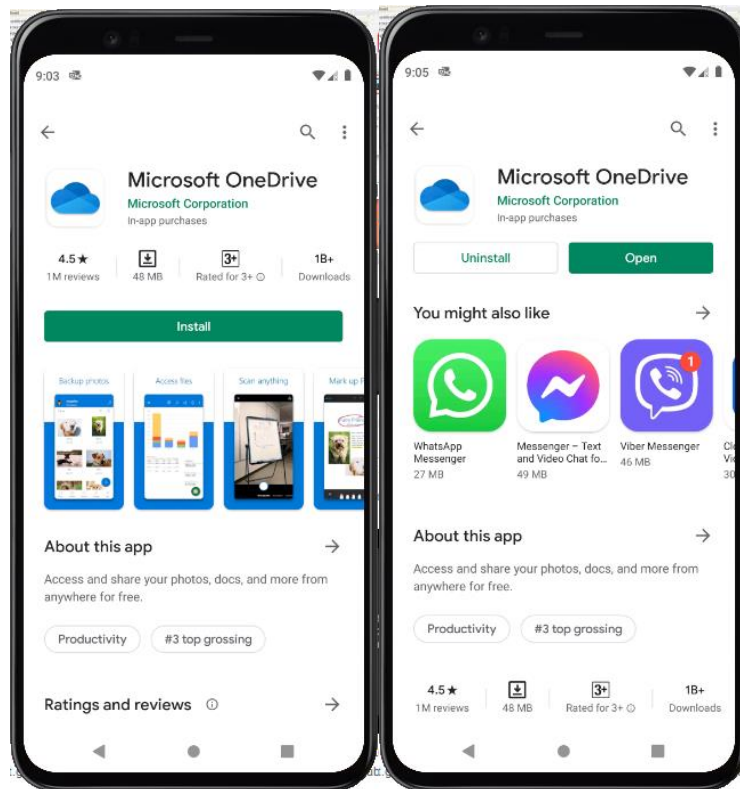 9:03
Microsoft OneDrive
Microsoft Corporation
In-app purchases
4.5★
1M reviews
48 MB
3+
Rated for 3+
1B+
Downloads
Install
Backup photos
Access files
Scan anything
Mark up
About this app
Access and share your photos, docs, and more from
anywhere for free.
Productivity
#3 top grossing
Ratings and reviews
9:05
Microsoft OneDrive
Microsoft Corporation
In-app purchases
Uninstall
Open
You might also like
1
WhatsApp
Messenger
27 MB
Messenger – Text
and Video Chat fo...
49 MB
Viber Messenger
46 MB
About this app
Access and share your photos, docs, and more from
anywhere for free.
Productivity
#3 top grossing
4.5★
1M reviews
48 MB
3+
Rated for 3+
1B+
Downloads